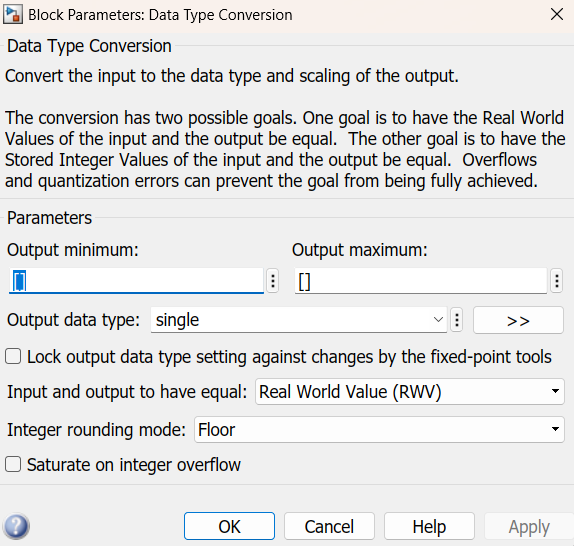 Block Parameters: Data Type Conversion
Data Type Conversion
Convert the input to the data type and scaling of the output.
The conversion has two possible goals. One goal is to have the Real World
Values of the input and the output be equal.  The other goal is to have the
Stored Integer Values of the input and the output be equal.  Overflows
and quantization errors can prevent the goal from being fully achieved.
Parameters
Output minimum: Output maximum:
[] []
Output data type: single >>
Lock output data type setting against changes by the fixed-point tools
Input and output to have equal: Real World Value (RWV)
Integer rounding mode: Floor
Saturate on integer overflow
? OK Cancel Help Apply